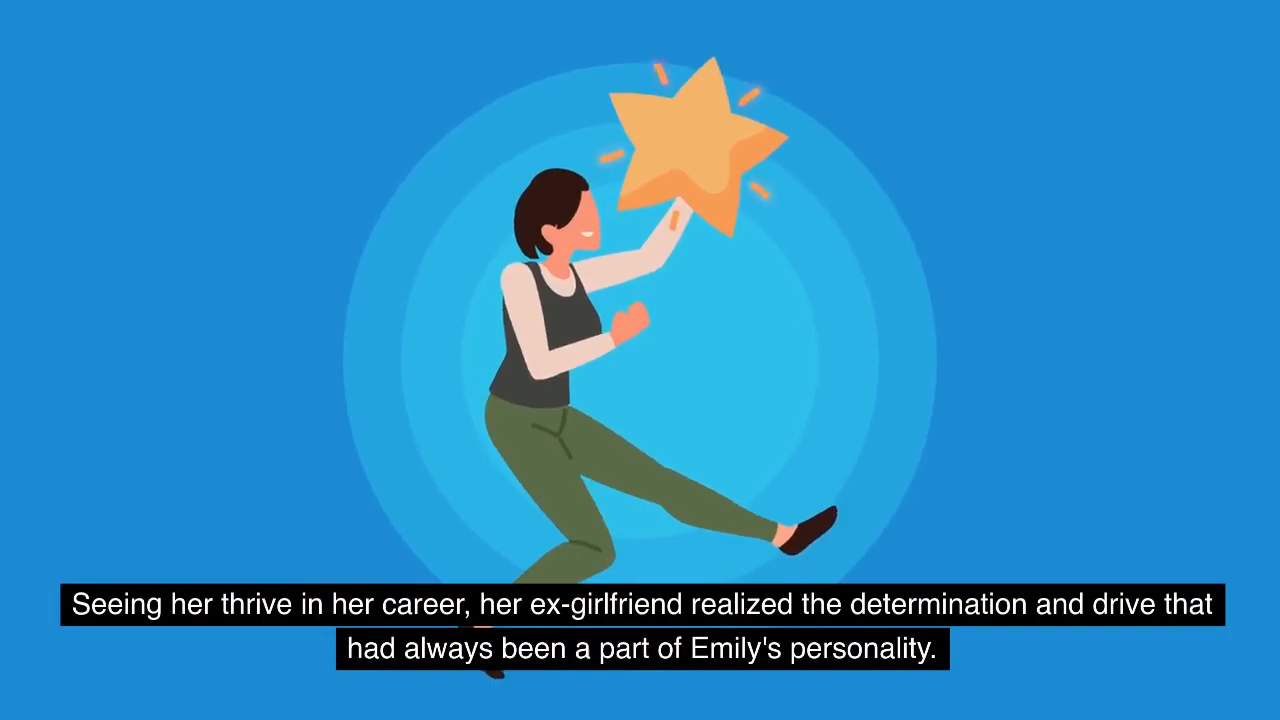 Seeing her thrive in her career, her ex-girlfriend realized the determination and drive that
had always been a part of Emily's personality.